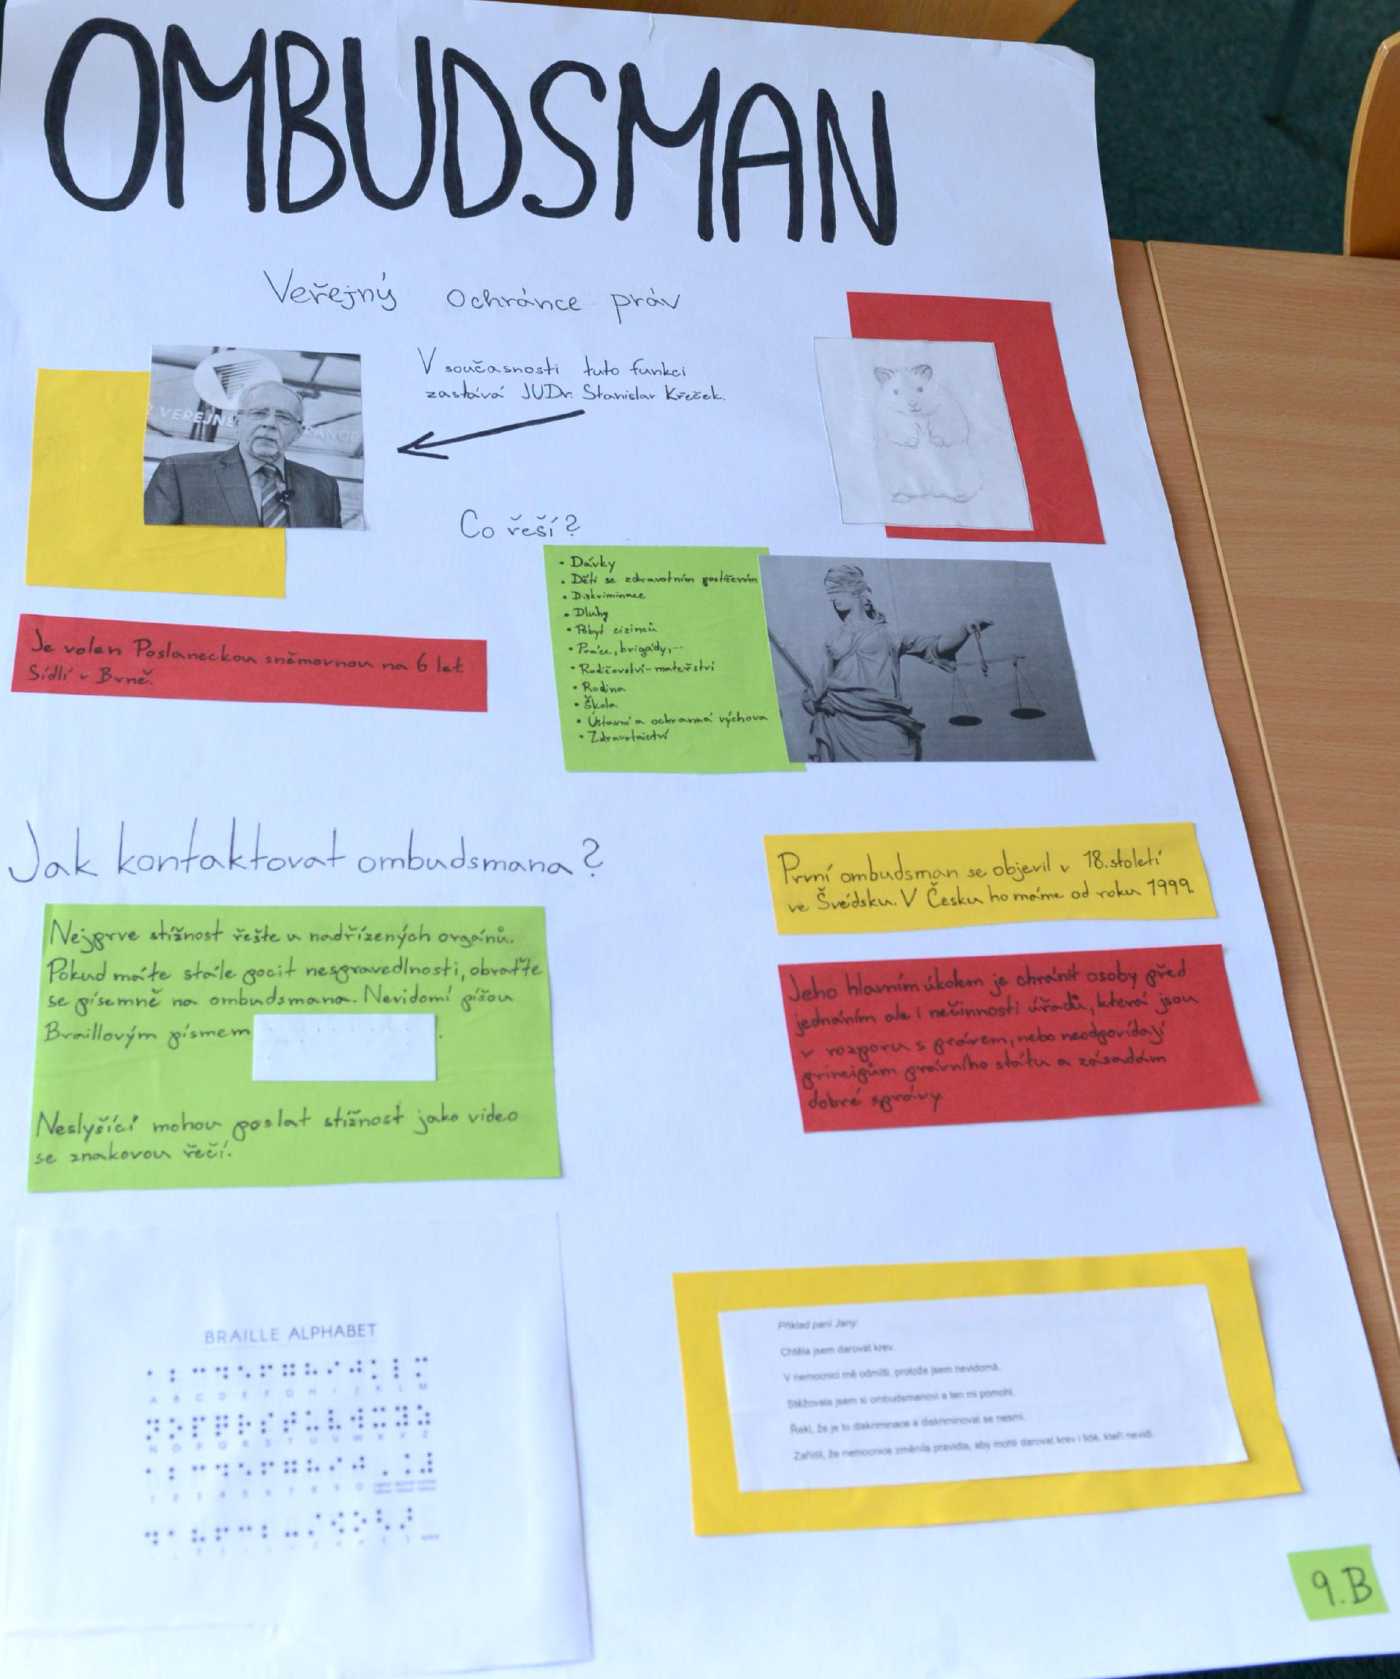 OMBUDSMAN
Veřejný ochránce práv
V současnosti tuto funkci
zastává JUDr. Stanislav Křeček.
VEŘEJN
RÁNCE
Co řeší?
• Dávky
• Děti se zdravotním postižením
• Diskriminace
• Dluhy
• Pobyt cizinců
• Práce, brigády,...
• Rodičovství-mateřství
• Rodina
• Škola
• Ústavní a ochranná výchova
• Zdravotnictví
Je volen Poslaneckou sněmovnou na 6 let
Sídlí v Brně.
Jak kontaktovat ombudsmana?
Nejprve stížnost řešte u nadřízených orgánů.
Pokud máte stále pocit nespravedlnosti, obraťte
se písemně na ombudsmana. Nevidomí píšou
Braillovým písmem .
Neslyšící mohou poslat stížnost jako video
se znakovou řečí.
První ombudsman se objevil v 18.století
ve Švédsku. V Česku ho máme od roku 1999.
Jeho hlavním úkolem je chránit osoby před
jednáním ale i nečinností úřadů, která jsou
v rozporu s právem, nebo neodpovídají
principům právního státu a zásadám
dobré správy
BRAILLE ALPHABET
A B C D E F G H I J K L M
N O P Q R S T U V W X Y Z
1 2 3 4 5 6 7 8 9 0
Příklad paní Jany:
Chtěla jsem darovat krev.
V nemocnici mě odmítli, protože jsem nevidomá.
Stěžovala jsem si ombudsmanovi a ten mi pomohl.
Řekl, že je to diskriminace a diskriminovat se nesmí.
Zařídil, že nemocnice změnila pravidla, aby mohli darovat krev i lidé, kteří nevidí.
9.B